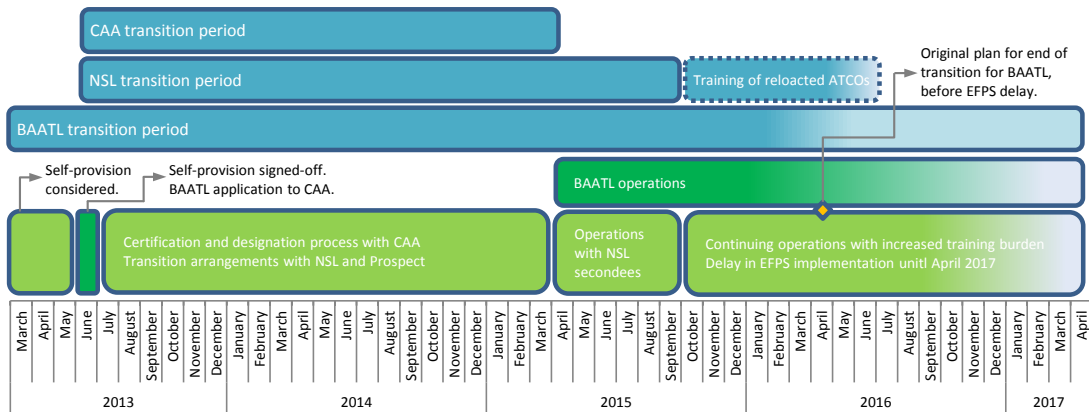 CAA transition period
NSL transition period
Training of reloacted ATCOs
Original plan for end of
transition for BAATL,
before EFPS delay.
BAATL transition period
Self-provision
considered.
Self-provision signed-off.
BAATL application to CAA.
BAATL operations
Certification and designation process with CAA
Transition arrangements with NSL and Prospect
Operations
with NSL
secondees
Continuing operations with increased training burden
Delay in EFPS implementation unitl April 2017
March
April
May
June
July
August
September
October
November
December
January
February
March
April
May
June
July
August
September
October
November
December
January
February
March
April
May
June
July
August
September
October
November
December
January
February
March
April
May
June
July
August
September
October
November
December
January
February
March
April
2013
2014
2015
2016
2017